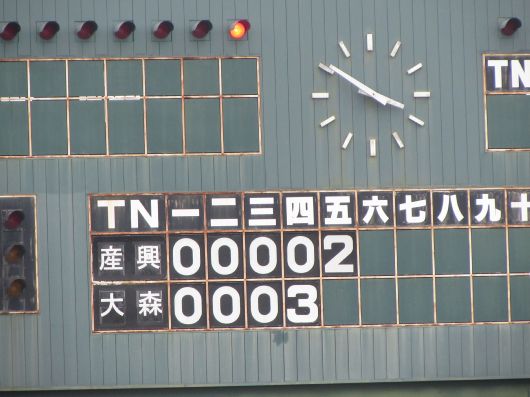 TN
TN 一 二 三 四 五 六 七 八 九 十
産興 0 0 0 0 2
大森 0 0 0 3